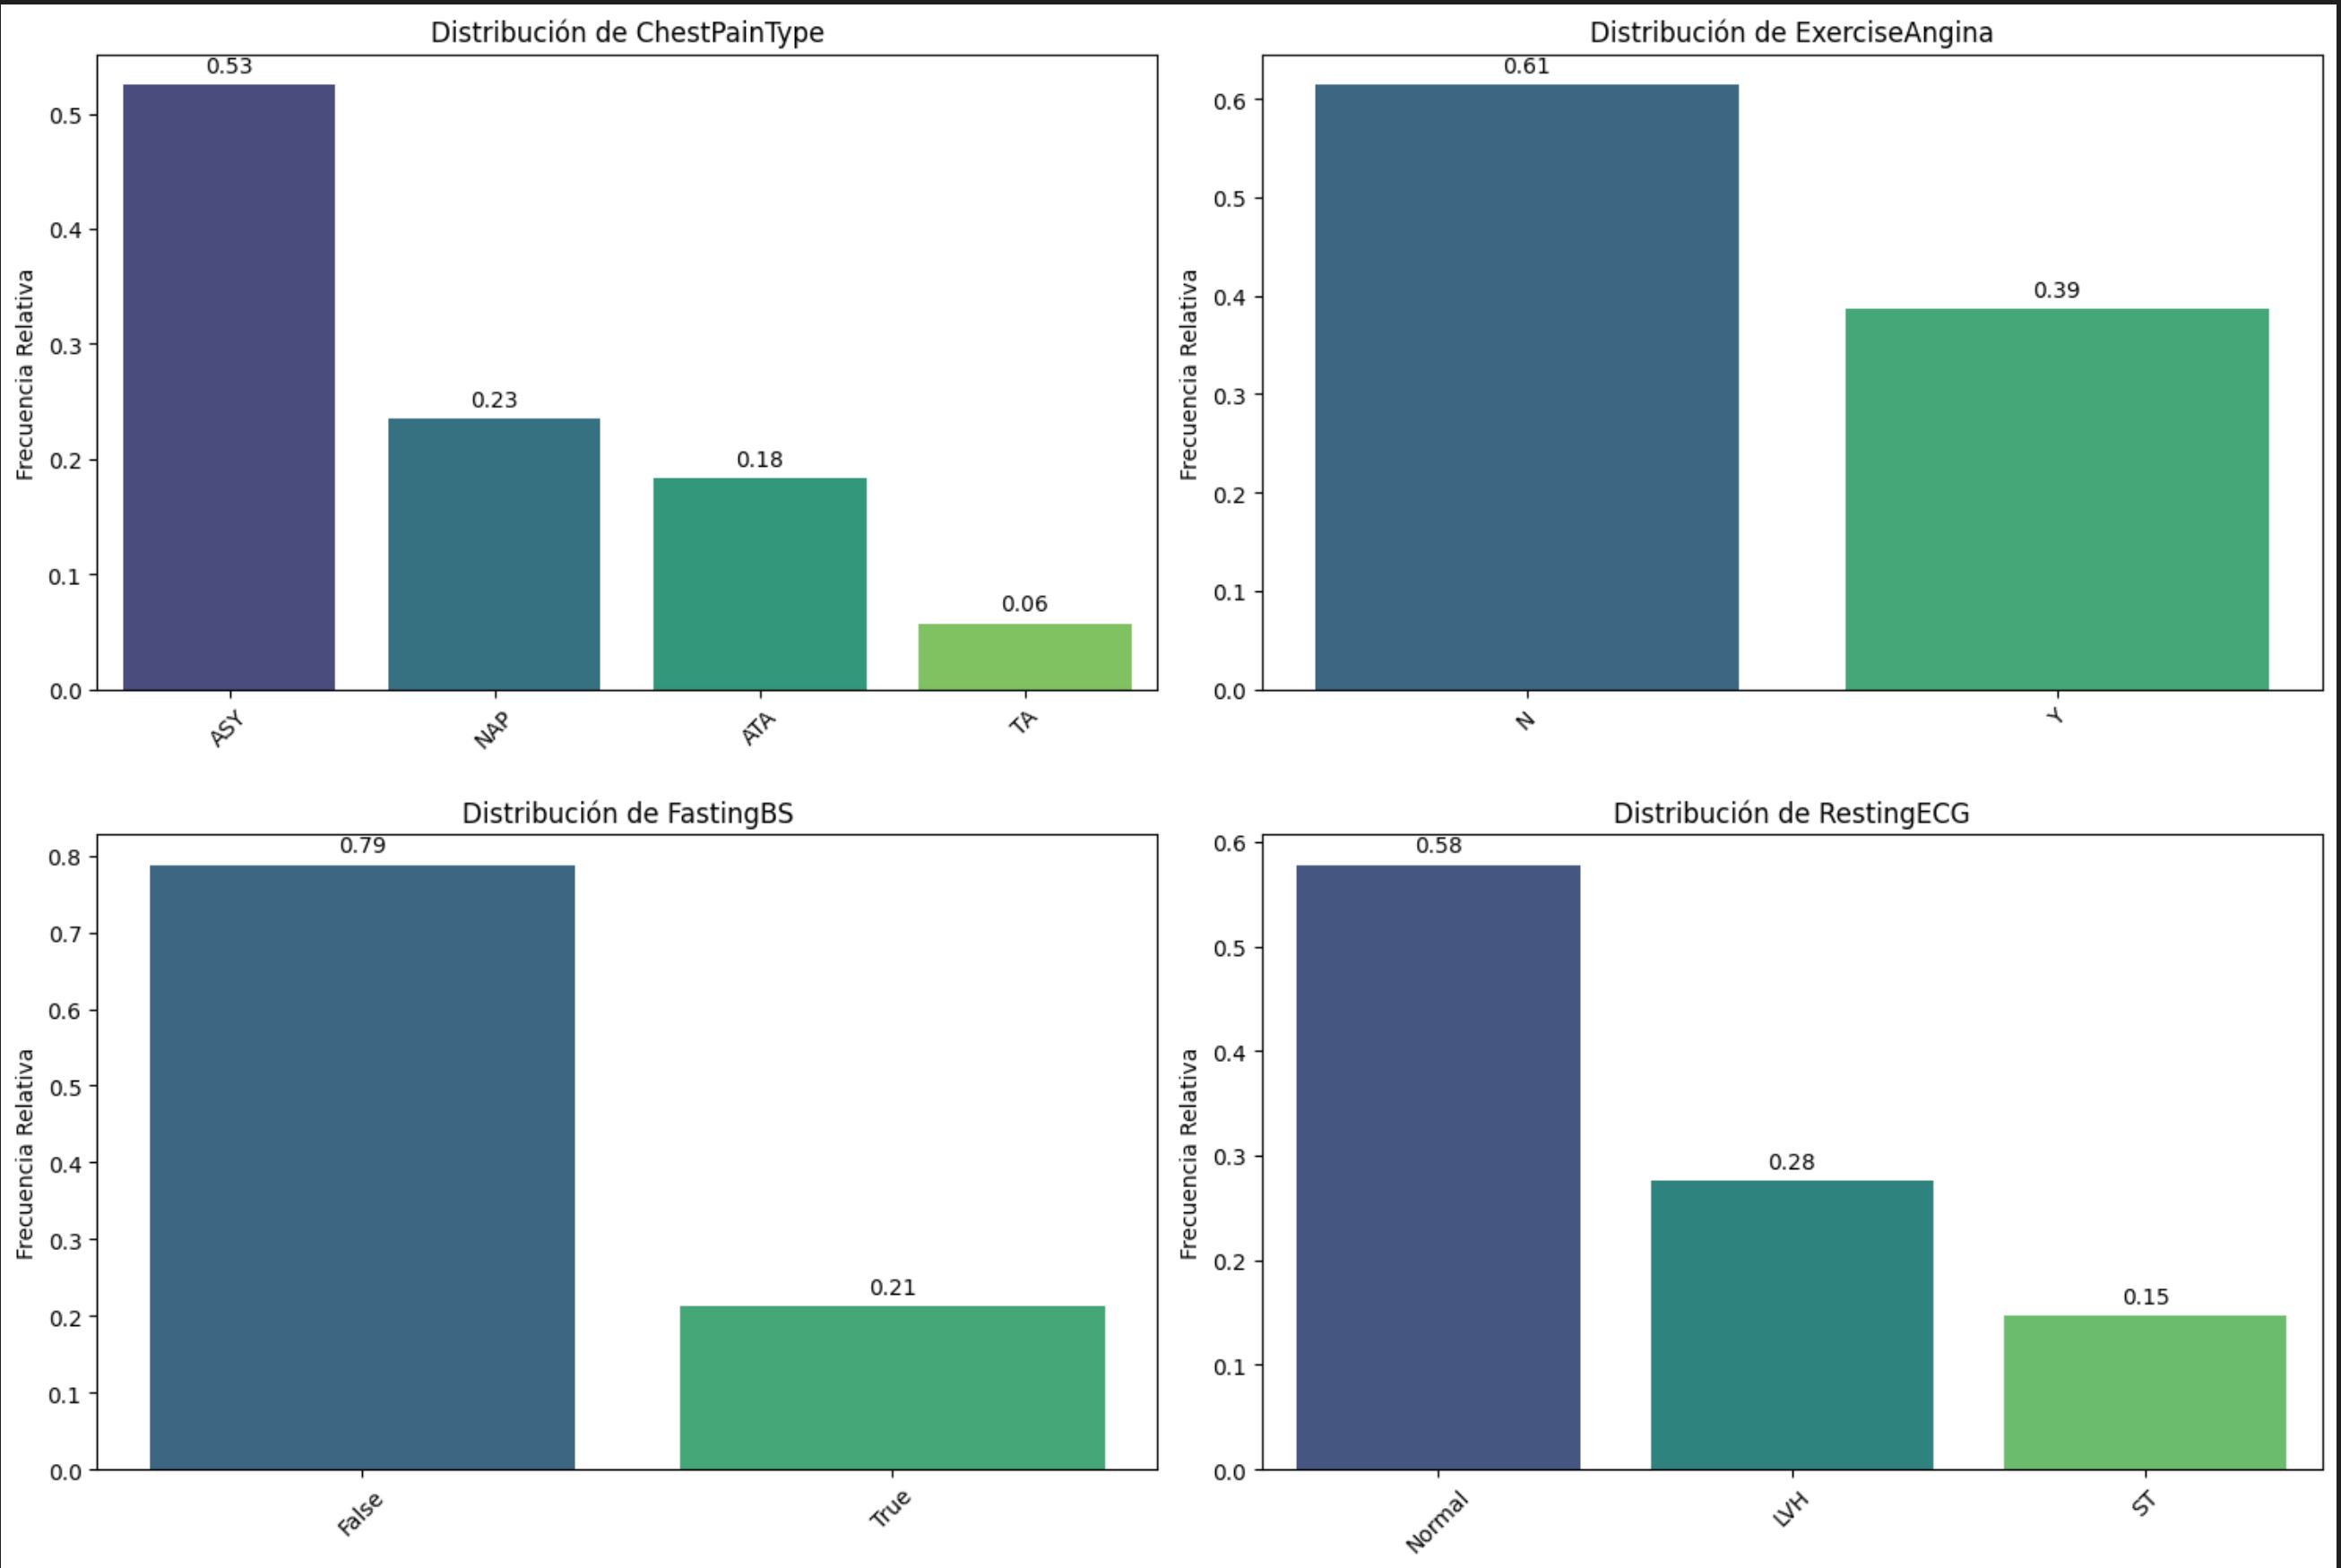 Distribución de ChestPainType
0.53
0.5
0.4
0.3
0.2
0.1
0.0
Frecuencia Relativa
0.23
0.18
0.06
ASY
NAP
ATA
TA
Distribución de ExerciseAngina
0.61
0.6
0.5
0.4
0.3
0.2
0.1
0.0
Frecuencia Relativa
0.39
N
Y
Distribución de FastingBS
0.79
0.8
0.7
0.6
0.5
0.4
0.3
0.2
0.1
0.0
Frecuencia Relativa
0.21
False
True
Distribución de RestingECG
0.58
0.6
0.5
0.4
0.3
0.2
0.1
0.0
Frecuencia Relativa
0.28
0.15
Normal
LVH
ST